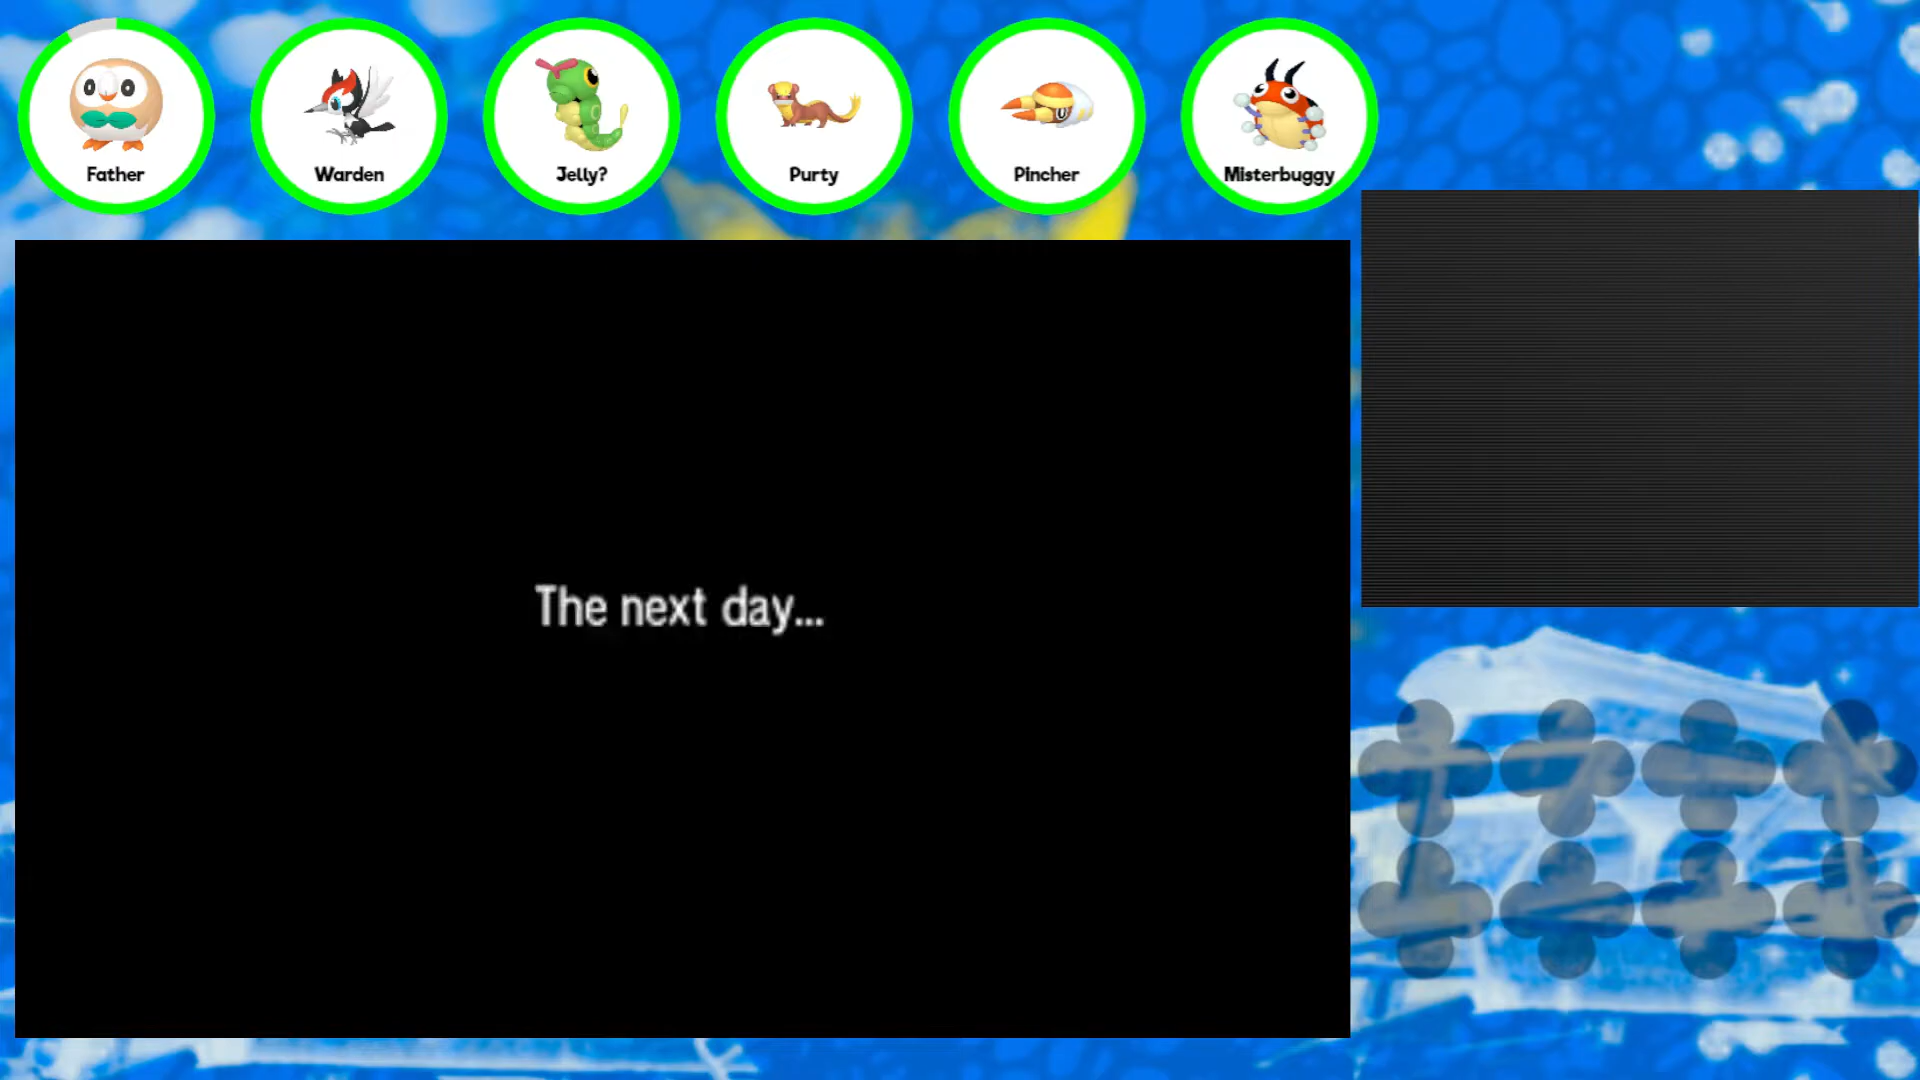 Father
Warden
Jelly?
Purty
Pincher
Misterbuggy
The next day...